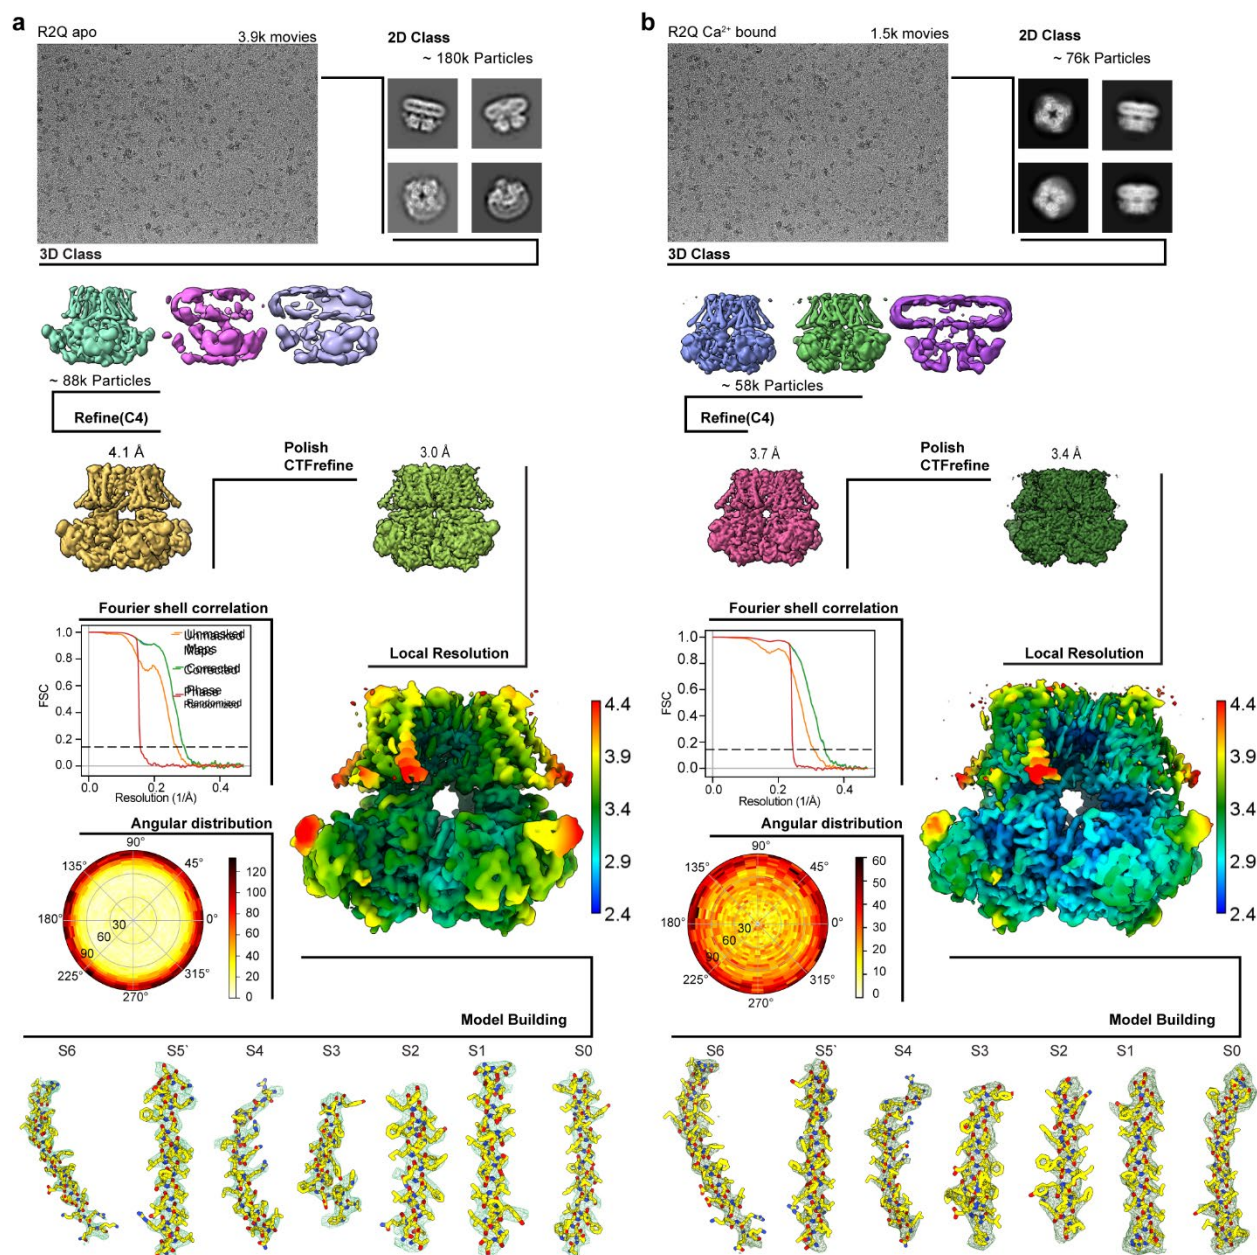 a
R2Q apo
3.9k movies
2D Class
~ 180k Particles
3D Class
~ 88k Particles
Refine(C4)
4.1 Å
Polish
CTFrefine
3.0 Å
Fourier shell correlation
1.0
0.8
0.6
0.4
0.2
0.0
FSC
Unmasked
Maps
Corrected
Phase
Randomized
0.0
0.2
0.4
Resolution (1/Å)
Local Resolution
4.4
3.9
3.4
2.9
2.4
Angular distribution
90°
135°
45°
180°
0°
225°
315°
270°
30
60
90
120
100
80
60
40
20
0
Model Building
S6
S5`
S4
S3
S2
S1
S0
b
R2Q Ca²⁺ bound
1.5k movies
2D Class
~ 76k Particles
3D Class
~ 58k Particles
Refine(C4)
3.7 Å
Polish
CTFrefine
3.4 Å
Fourier shell correlation
1.0
0.8
0.6
0.4
0.2
0.0
FSC
0.0
0.2
0.4
Resolution (1/Å)
Local Resolution
4.4
3.9
3.4
2.9
2.4
Angular distribution
90°
135°
45°
180°
0°
225°
315°
270°
30
60
90
60
50
40
30
20
10
0
Model Building
S6
S5`
S4
S3
S2
S1
S0